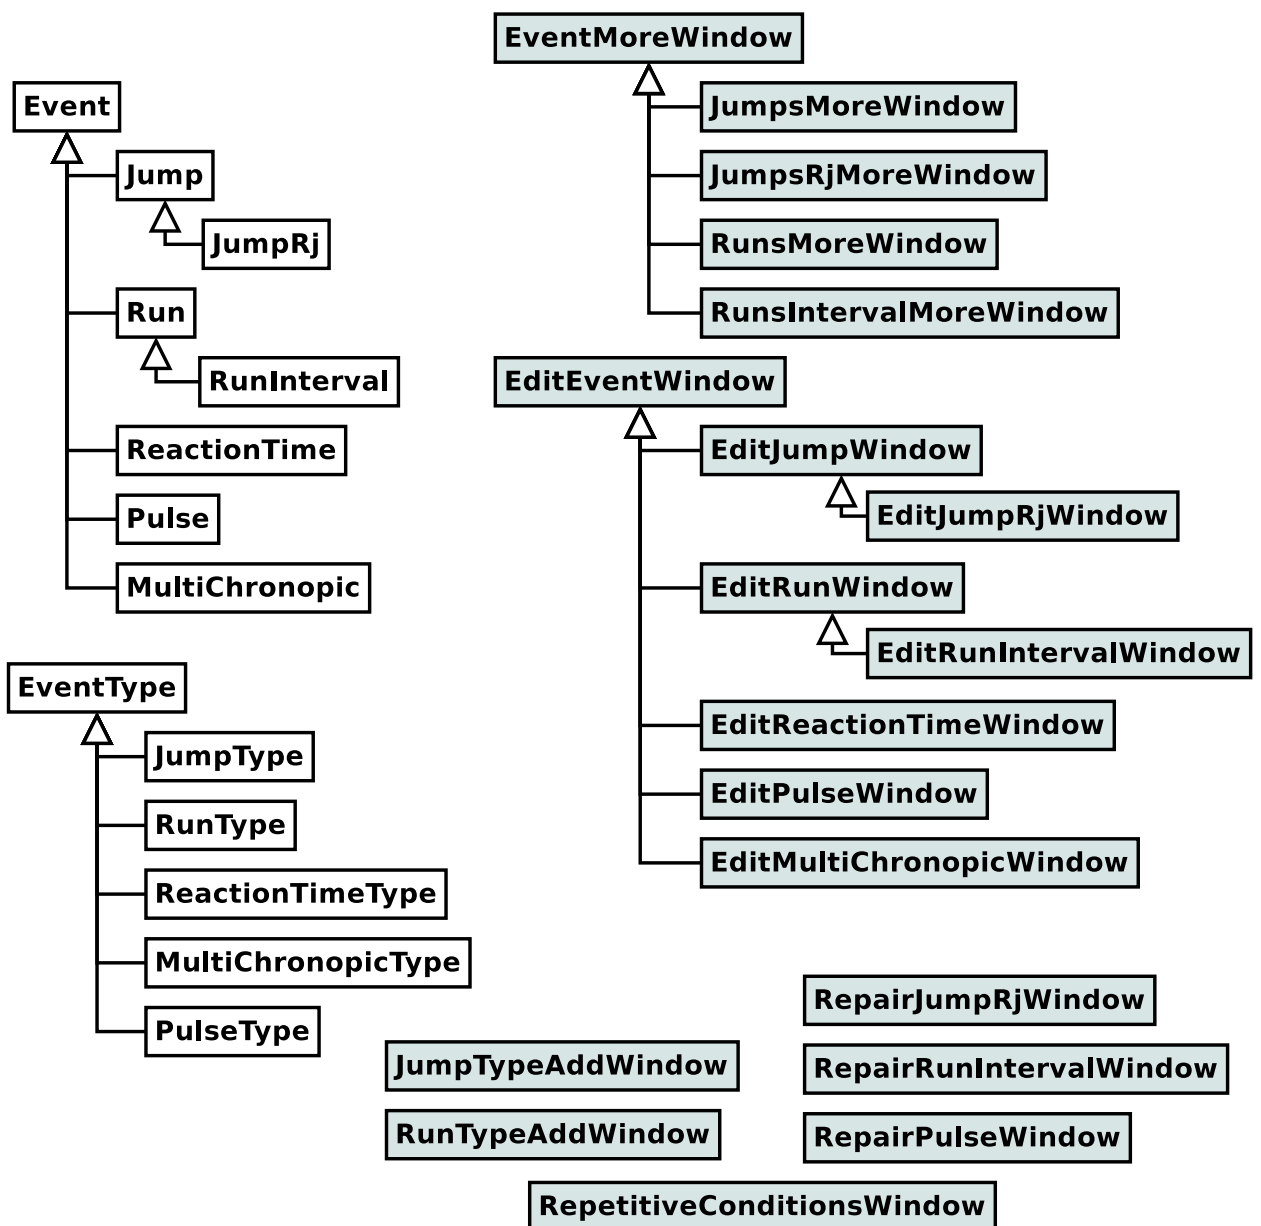 Event
Jump
JumpRj
Run
RunInterval
ReactionTime
Pulse
MultiChronopic
EventType
JumpType
RunType
ReactionTimeType
MultiChronopicType
PulseType
EventMoreWindow
JumpsMoreWindow
JumpsRjMoreWindow
RunsMoreWindow
RunsIntervalMoreWindow
EditEventWindow
EditJumpWindow
EditJumpRjWindow
EditRunWindow
EditRunIntervalWindow
EditReactionTimeWindow
EditPulseWindow
EditMultiChronopicWindow
JumpTypeAddWindow
RunTypeAddWindow
RepairJumpRjWindow
RepairRunIntervalWindow
RepairPulseWindow
RepetitiveConditionsWindow